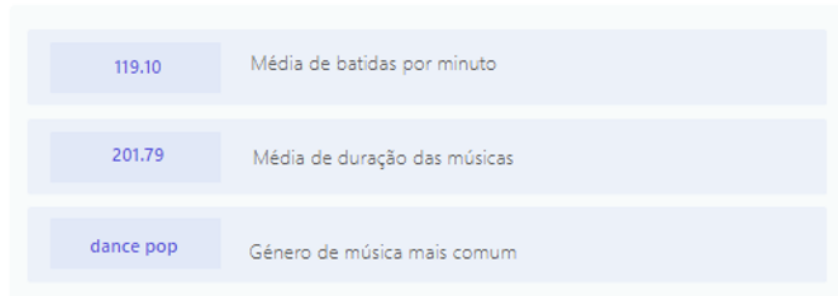 119.10 Média de batidas por minuto
201.79 Média de duração das músicas
dance pop Género de música mais comum